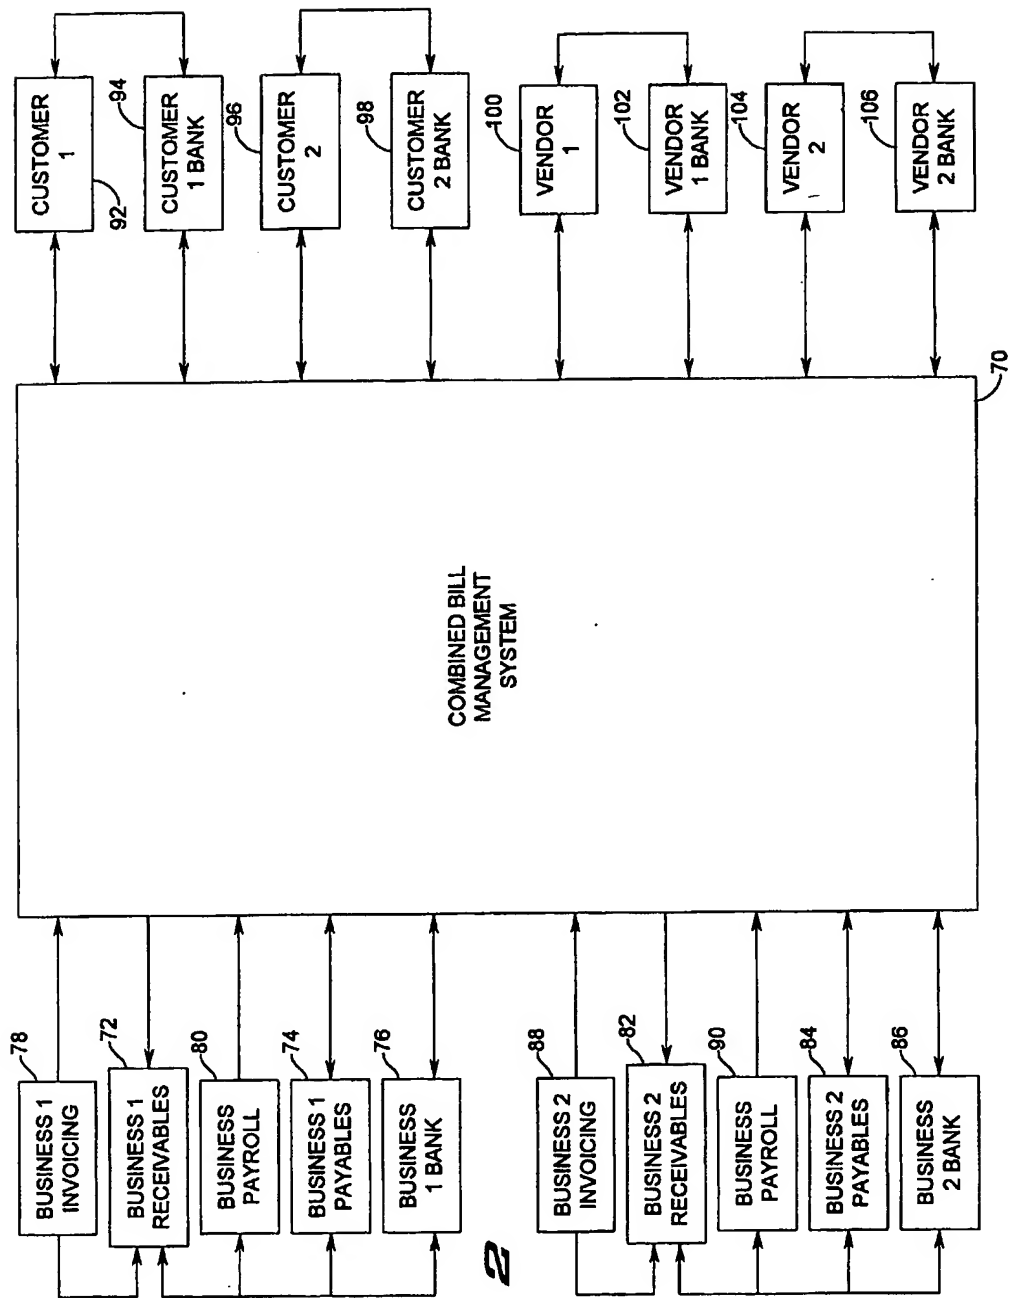 78
BUSINESS 1
INVOICING
72
BUSINESS 1
RECEIVABLES
80
BUSINESS
PAYROLL
74
BUSINESS 1
PAYABLES
76
BUSINESS
1 BANK
2
88
BUSINESS 2
INVOICING
82
BUSINESS 2
RECEIVABLES
90
BUSINESS
PAYROLL
84
BUSINESS 2
PAYABLES
86
BUSINESS
2 BANK
COMBINED BILL
MANAGEMENT
SYSTEM
70
CUSTOMER
1
92
94
CUSTOMER
1 BANK
96
CUSTOMER
2
98
CUSTOMER
2 BANK
100
VENDOR
1
102
VENDOR
1 BANK
104
VENDOR
2
106
VENDOR
2 BANK